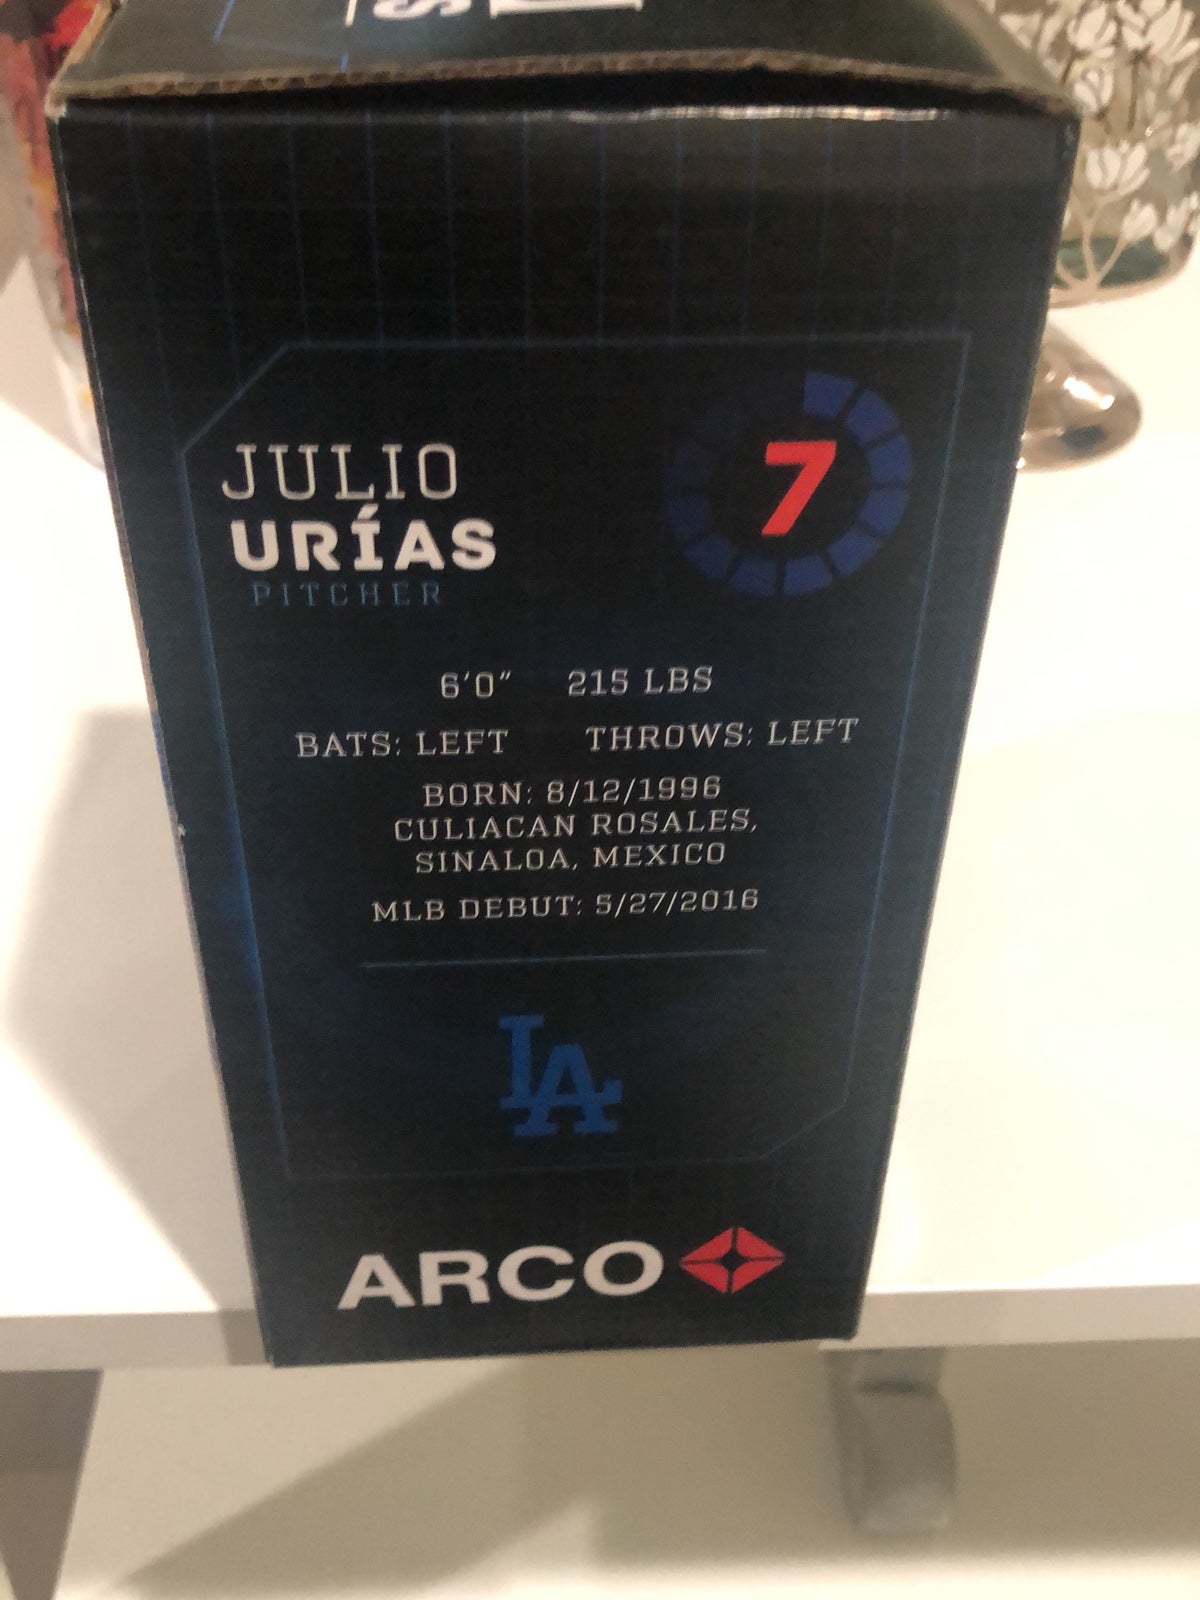 JULIO
URÍAS
PITCHER
7
6'0" 215 LBS
BATS: LEFT THROWS: LEFT
BORN: 8/12/1996
CULIACAN ROSALES,
SINALOA, MEXICO
MLB DEBUT: 5/27/2016
LA
ARCO